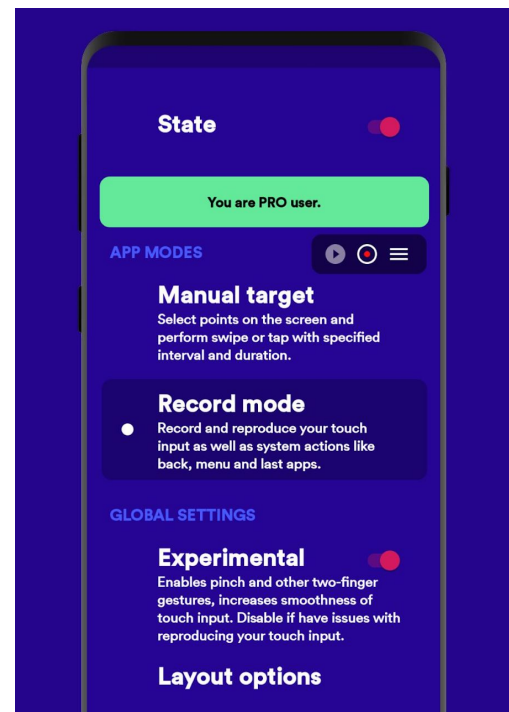 State
You are PRO user.
APP MODES
Manual target
Select points on the screen and
perform swipe or tap with specified
interval and duration.
Record mode
Record and reproduce your touch
input as well as system actions like
back, menu and last apps.
GLOBAL SETTINGS
Experimental
Enables pinch and other two-finger
gestures, increases smoothness of
touch input. Disable if have issues with
reproducing your touch input.
Layout options